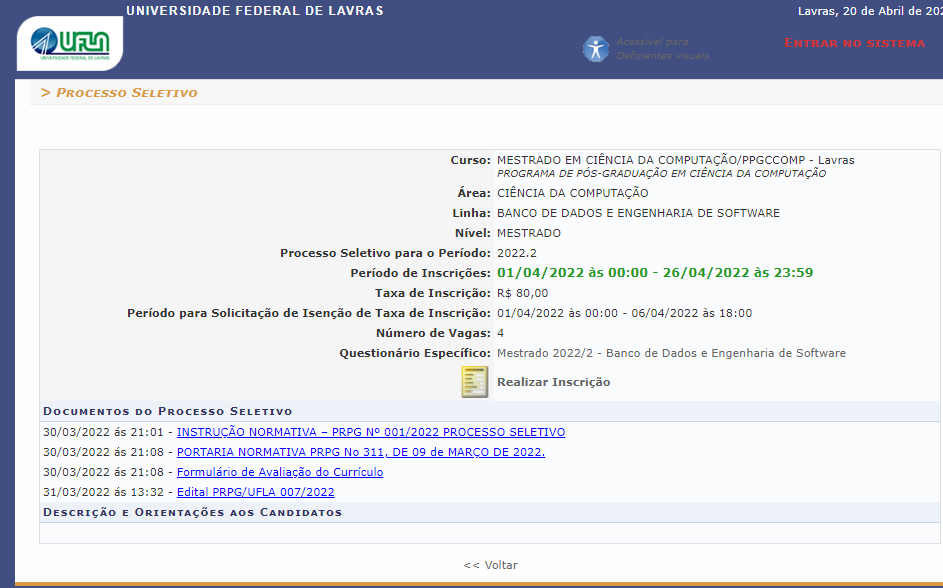 UNIVERSIDADE FEDERAL DE LAVRAS
Lavras, 20 de Abril de 202
UFLA
UNIVERSIDADE FEDERAL DE LAVRAS
Acessível para
Deficientes visuais
Entrar no sistema
> Processo Seletivo
Curso: MESTRADO EM CIÊNCIA DA COMPUTAÇÃO/PPGCCOMP - Lavras
PROGRAMA DE PÓS-GRADUAÇÃO EM CIÊNCIA DA COMPUTAÇÃO
Área: CIÊNCIA DA COMPUTAÇÃO
Linha: BANCO DE DADOS E ENGENHARIA DE SOFTWARE
Nível: MESTRADO
Processo Seletivo para o Período: 2022.2
Período de Inscrições: 01/04/2022 às 00:00 - 26/04/2022 às 23:59
Taxa de Inscrição: R$ 80,00
Período para Solicitação de Isenção de Taxa de Inscrição: 01/04/2022 às 00:00 - 06/04/2022 às 18:00
Número de Vagas: 4
Questionário Específico: Mestrado 2022/2 - Banco de Dados e Engenharia de Software
Realizar Inscrição
Documentos do Processo Seletivo
30/03/2022 ás 21:01 - INSTRUÇÃO NORMATIVA – PRPG Nº 001/2022 PROCESSO SELETIVO
30/03/2022 ás 21:08 - PORTARIA NORMATIVA PRPG No 311, DE 09 de MARÇO DE 2022.
30/03/2022 ás 21:08 - Formulário de Avaliação do Currículo
31/03/2022 ás 13:32 - Edital PRPG/UFLA 007/2022
Descrição e Orientações aos Candidatos
<< Voltar